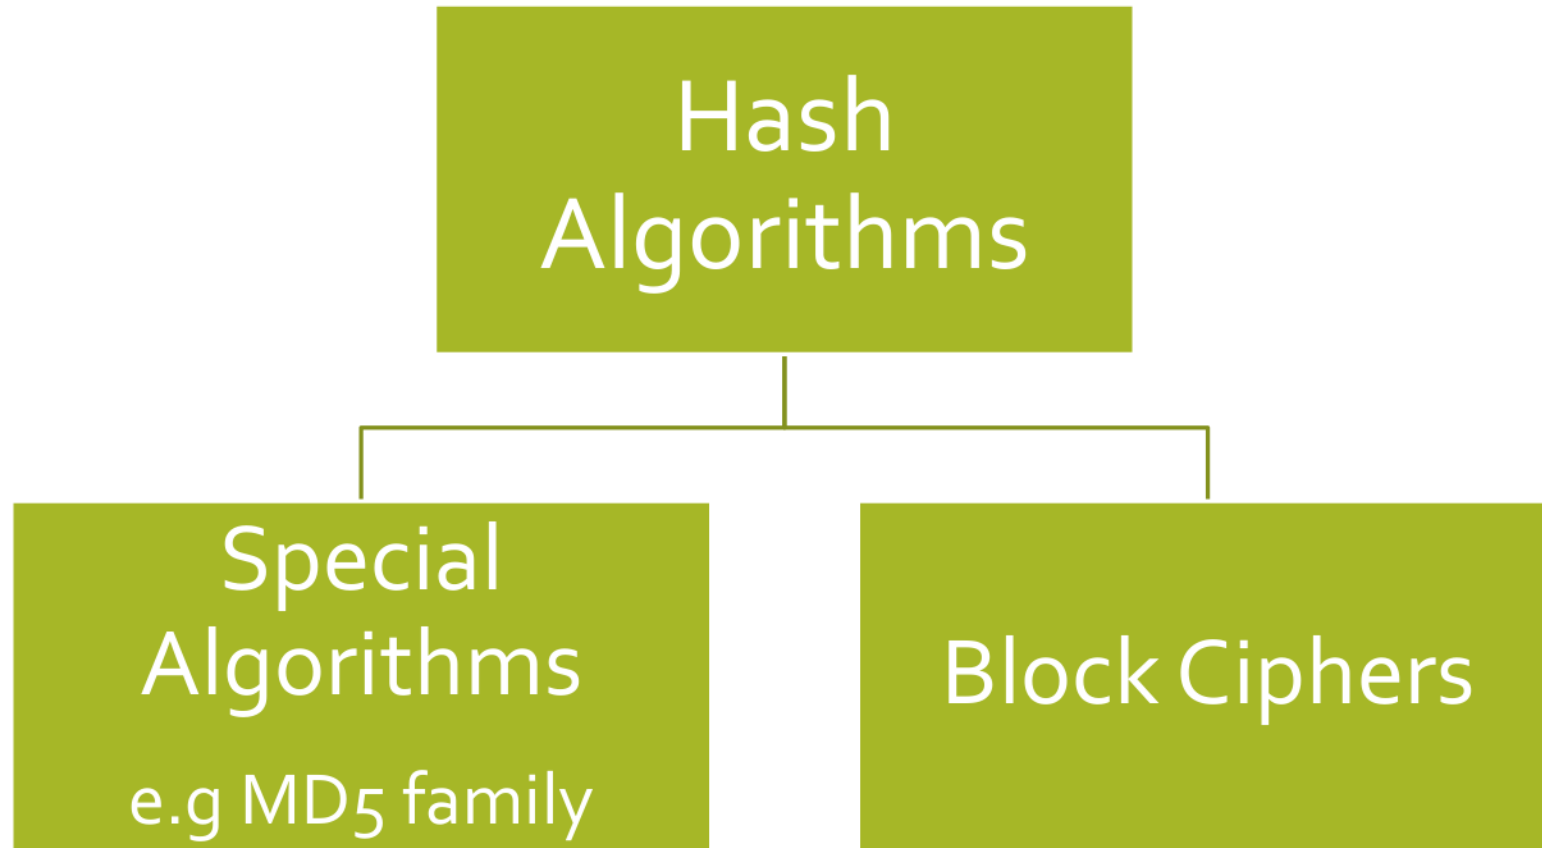 Hash
Algorithms
Special
Algorithms
e.g MD5 family
Block Ciphers